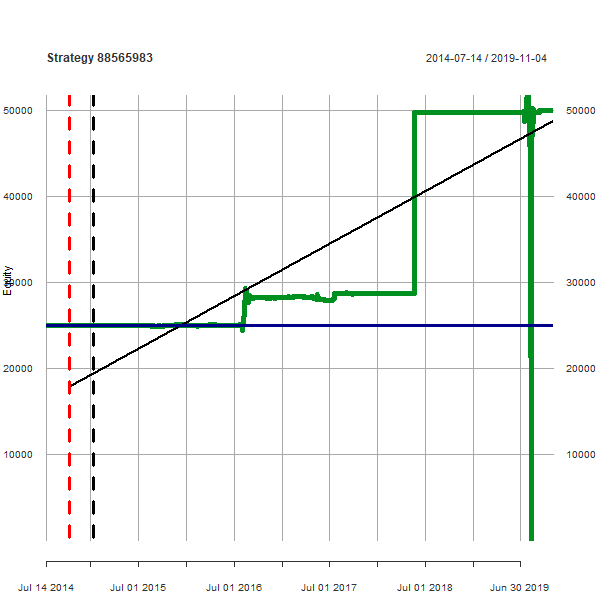 Strategy 88565983
2014-07-14 / 2019-11-04
50000
50000
40000
40000
Equity
30000
30000
20000
20000
10000
10000
Jul 14 2014
Jul 01 2015
Jul 01 2016
Jul 01 2017
Jul 01 2018
Jun 30 2019